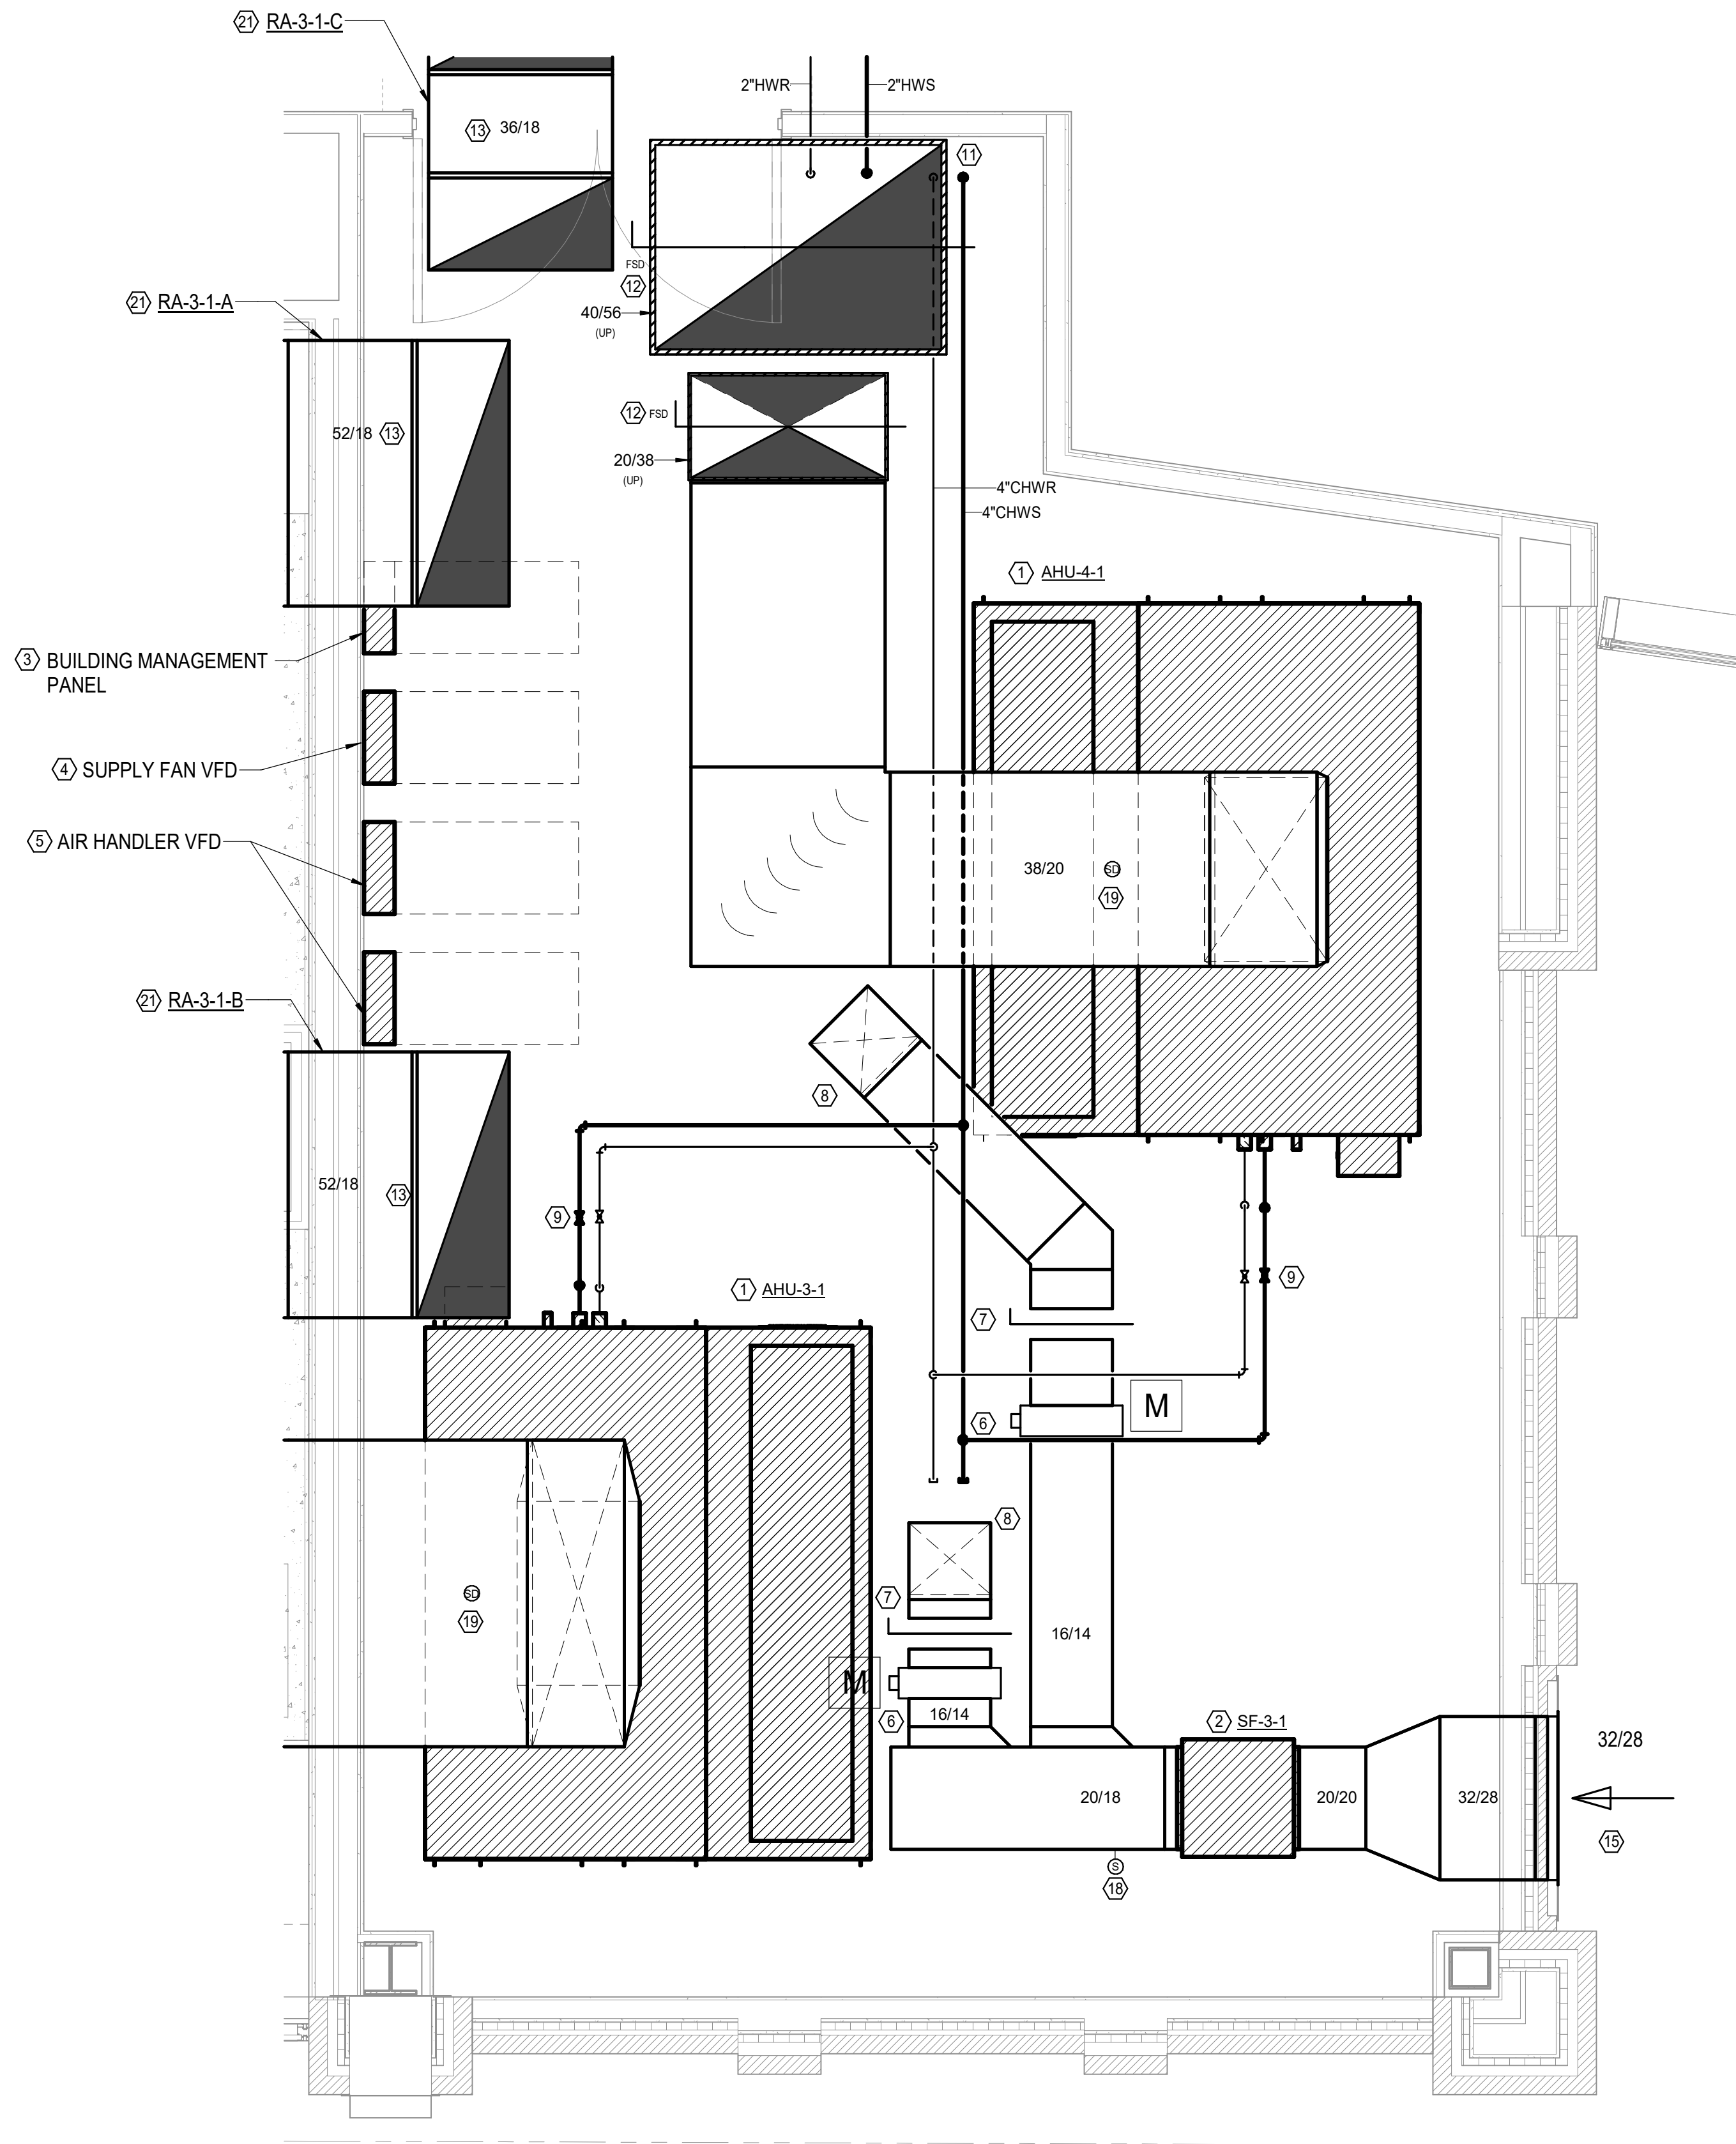 21 RA-3-1-C
2"HWR
2"HWS
13 36/18
11
FSD
12
40/56
(UP)
21 RA-3-1-A
52/18 13
12 FSD
20/38
(UP)
4"CHWR
4"CHWS
1 AHU-4-1
3 BUILDING MANAGEMENT
PANEL
4 SUPPLY FAN VFD
5 AIR HANDLER VFD
38/20 SD
19
21 RA-3-1-B
8
52/18 13
9
9
1 AHU-3-1
7
M
6
8
7
SD
19
16/14
M
16/14
6
2 SF-3-1
32/28
20/18
20/20
32/28
15
S
18